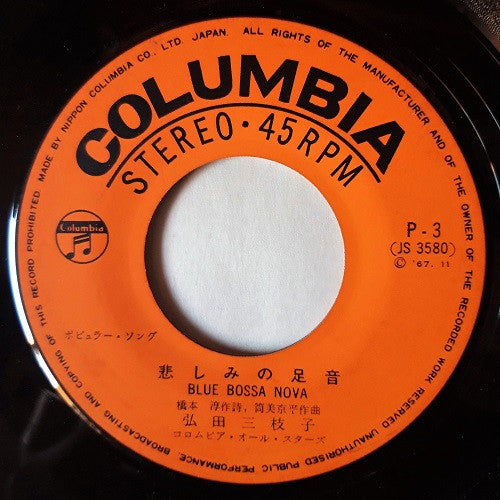 MADE BY NIPPON COLUMBIA CO., LTD. JAPAN. ALL RIGHTS OF THE MANUFACTURER AND OF THE OWNER OF THE RECORDED WORK RESERVED. UNAUTHORISED PUBLIC PERFORMANCE, BROADCASTING AND COPYING OF THIS RECORD PROHIBITED.
COLUMBIA
STEREO・45 RPM
Columbia
P-3
(JS 3580)
© '67. 11
ポピュラー・ソング
悲しみの足音
BLUE BOSSA NOVA
橋本 淳作詩, 筒美京平作曲
弘田三枝子
コロムビア・オール・スターズ